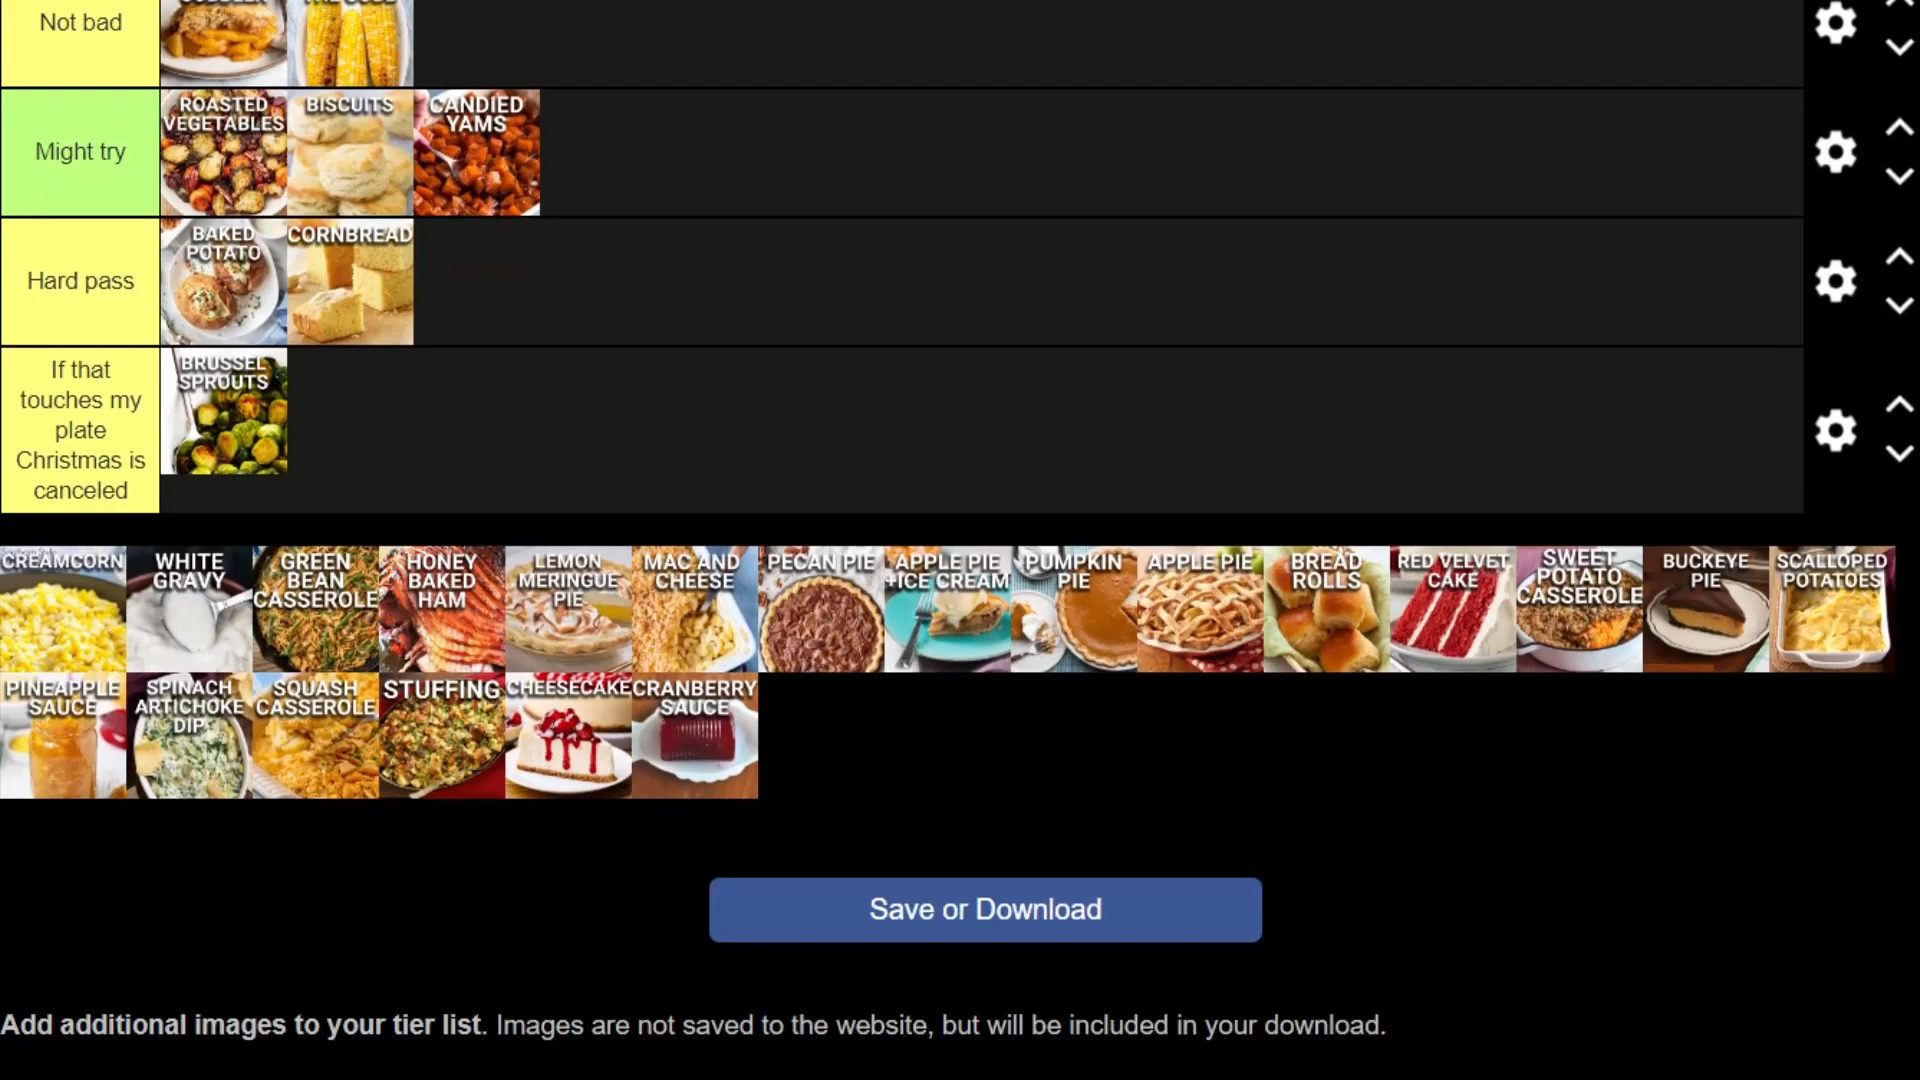 Not bad
Might try
ROASTED
VEGETABLES
BISCUITS
CANDIED
YAMS
Hard pass
BAKED
POTATO
CORNBREAD
If that
touches my
plate
Christmas is
canceled
BRUSSEL
SPROUTS
CREAMCORN
WHITE
GRAVY
GREEN
BEAN
CASSEROLE
HONEY
BAKED
HAM
LEMON
MERINGUE
PIE
MAC AND
CHEESE
PECAN PIE
APPLE PIE
+ICE CREAM
PUMPKIN
PIE
APPLE PIE
BREAD
ROLLS
RED VELVET
CAKE
SWEET
POTATO
CASSEROLE
BUCKEYE
PIE
SCALLOPED
POTATOES
PINEAPPLE
SAUCE
SPINACH
ARTICHOKE
DIP
SQUASH
CASSEROLE
STUFFING
CHEESECAKE
CRANBERRY
SAUCE
Save or Download
Add additional images to your tier list. Images are not saved to the website, but will be included in your download.